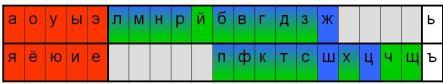 а о у ы э л м н р й б в г д з ж ь
я ё ю и е п ф к т с ш х ц ч щ ъ